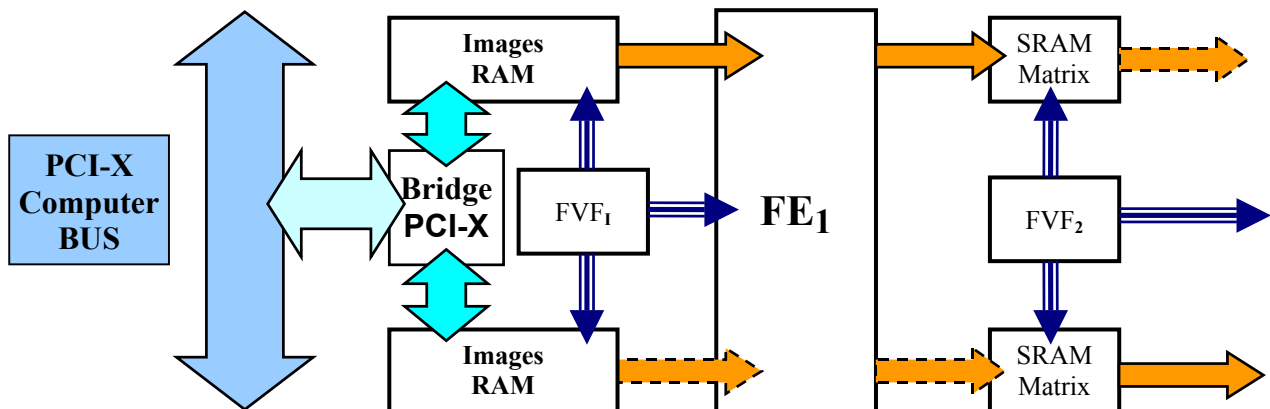 PCI-X
Computer
BUS
Images
RAM
Bridge
PCI-X
Images
RAM
FVF₁
FE₁
SRAM
Matrix
FVF₂
SRAM
Matrix